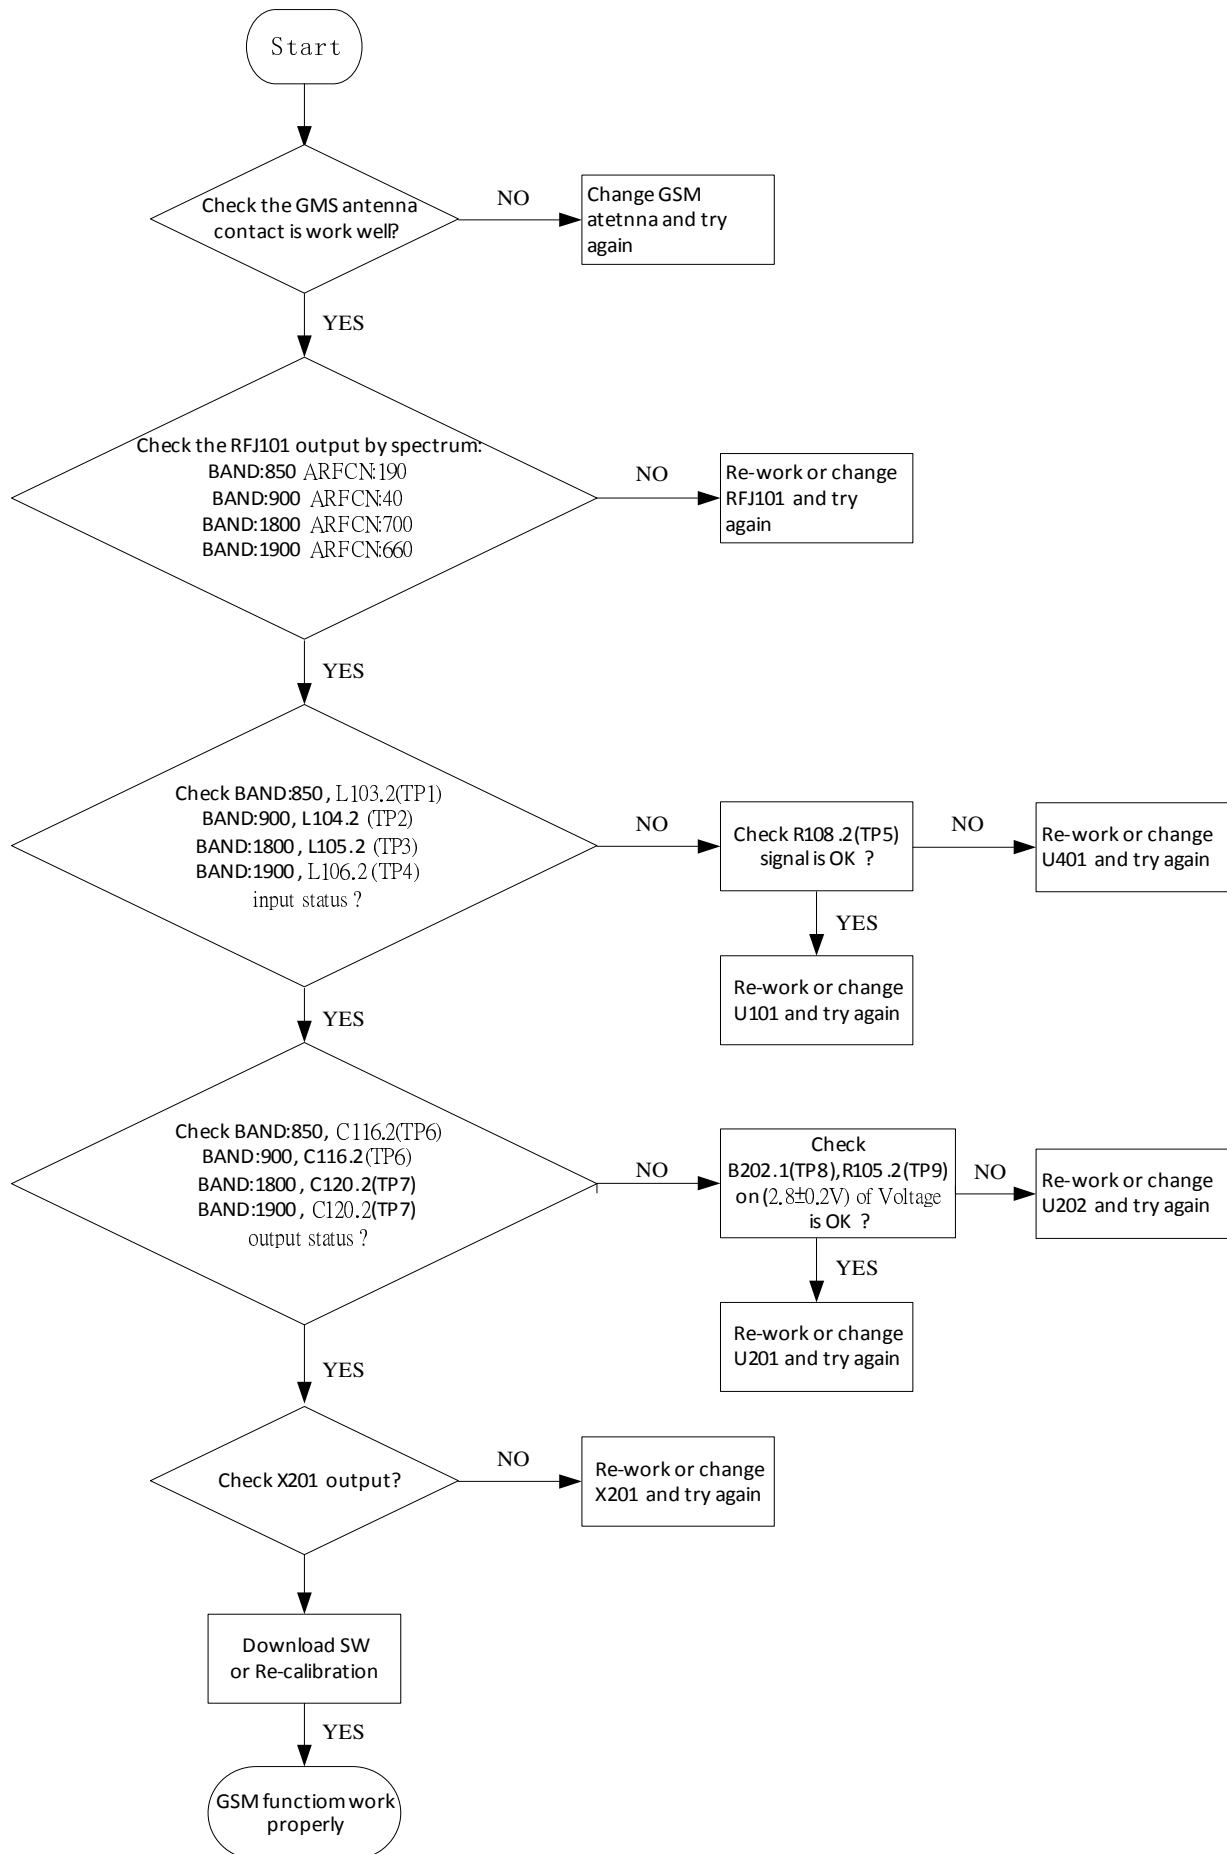 Start
Check the GMS antenna
contact is work well?
NO
Change GSM
atetnna and try
again
YES
Check the RFJ101 output by spectrum:
BAND:850 ARFCN:190
BAND:900 ARFCN:40
BAND:1800 ARFCN:700
BAND:1900 ARFCN:660
NO
Re-work or change
RFJ101 and try
again
YES
Check BAND:850, L103.2(TP1)
BAND:900, L104.2 (TP2)
BAND:1800, L105.2 (TP3)
BAND:1900, L106.2 (TP4)
input status ?
NO
Check R108.2(TP5)
signal is OK ?
NO
Re-work or change
U401 and try again
YES
Re-work or change
U101 and try again
YES
Check BAND:850, C116.2(TP6)
BAND:900, C116.2(TP6)
BAND:1800, C120.2(TP7)
BAND:1900, C120.2(TP7)
output status ?
NO
Check
B202.1(TP8),R105.2(TP9)
on (2.8±0.2V) of Voltage
is OK ?
NO
Re-work or change
U202 and try again
YES
Re-work or change
U201 and try again
YES
Check X201 output?
NO
Re-work or change
X201 and try again
Download SW
or Re-calibration
YES
GSM functiom work
properly